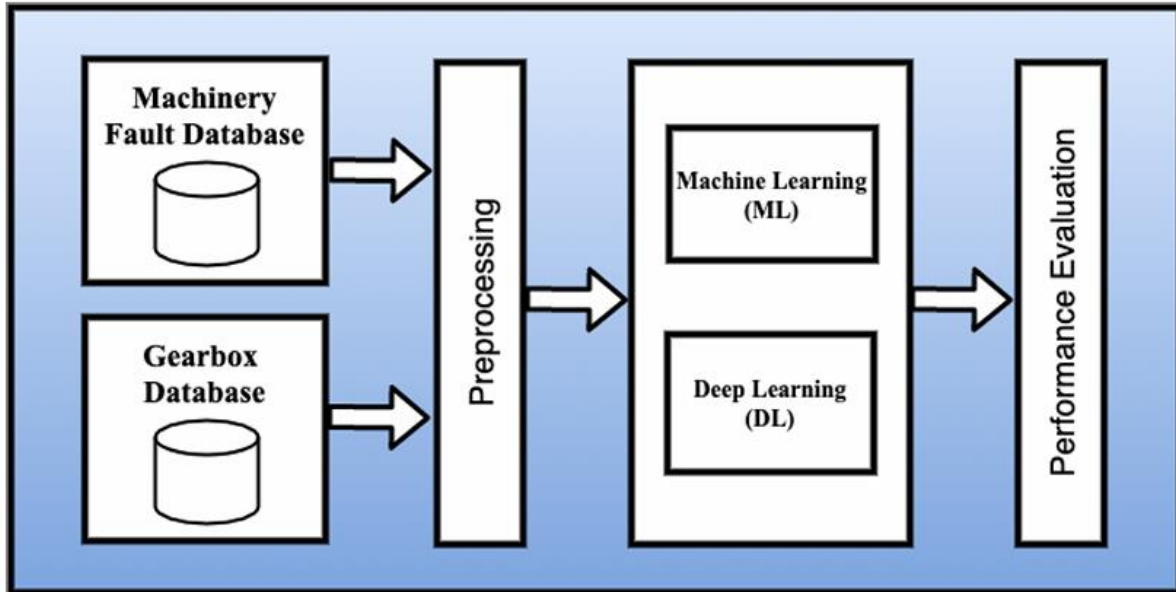 Machinery
Fault Database
Gearbox
Database
Preprocessing
Machine Learning
(ML)
Deep Learning
(DL)
Performance Evaluation